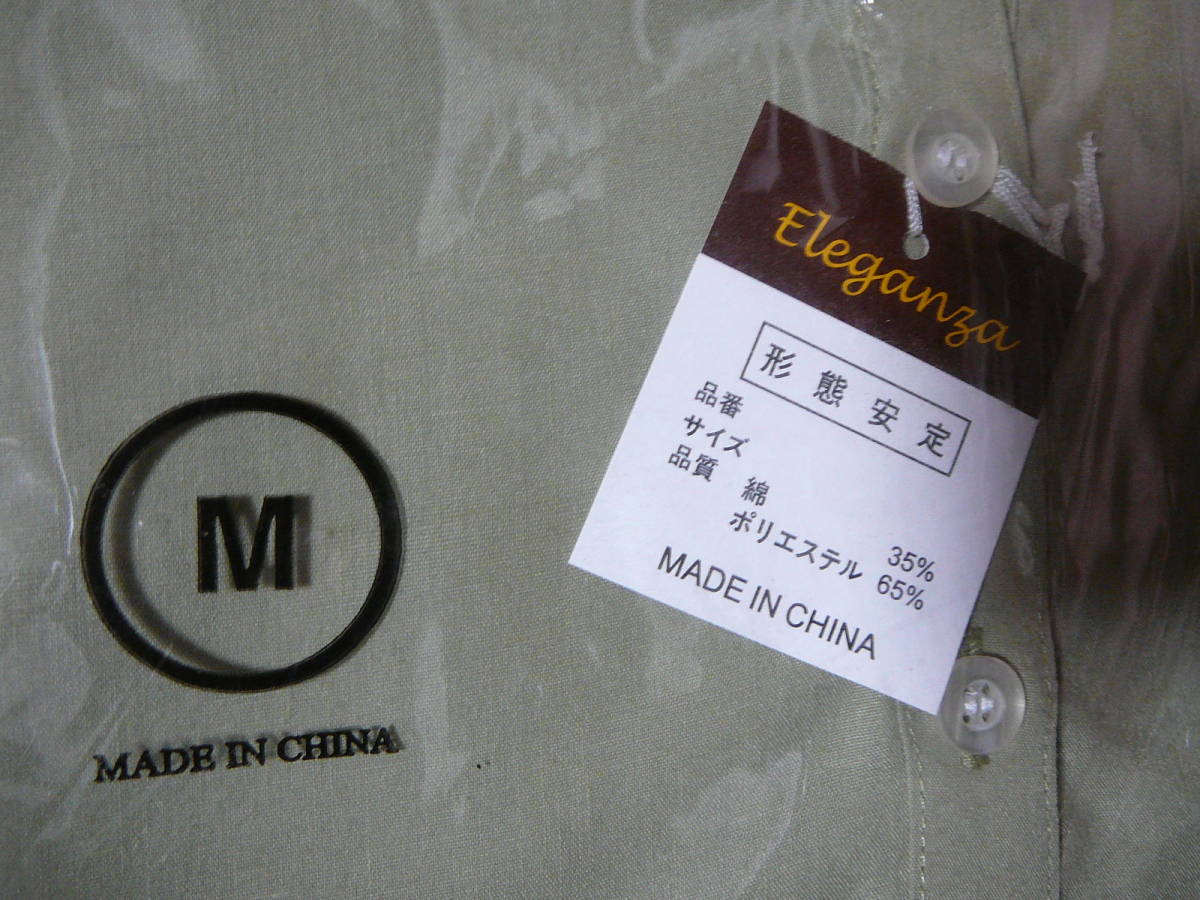 Eleganza
形態安定
品番
サイズ
品質 綿 35%
ポリエステル 65%
MADE IN CHINA
M
MADE IN CHINA